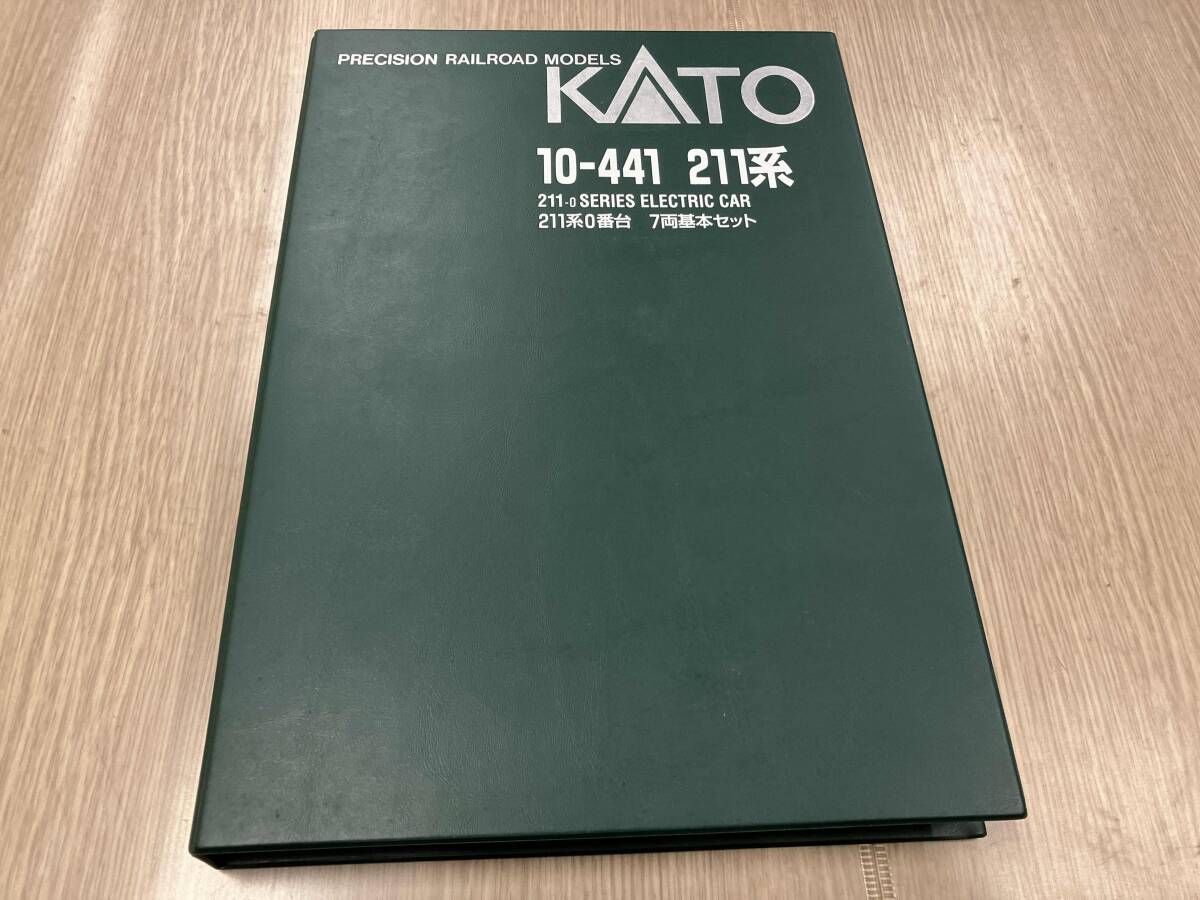 PRECISION RAILROAD MODELS
KATO
10-441 211系
211-0 SERIES ELECTRIC CAR
211系0番台 7両基本セット